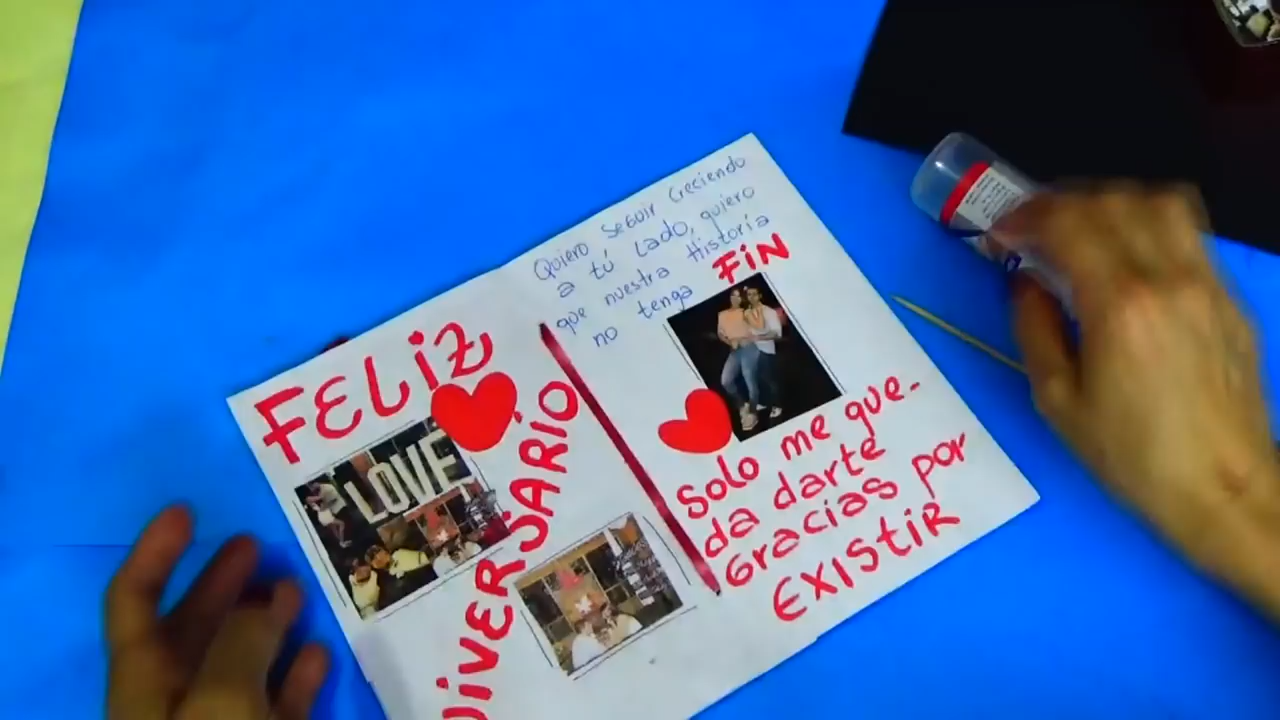 FELiZ
LOVE
Quiero seguir creciendo
a tú lado, quiero
que nuestra Historia
no tenga FiN
Solo me que-
da darte
Gracias por
EXiSTiR